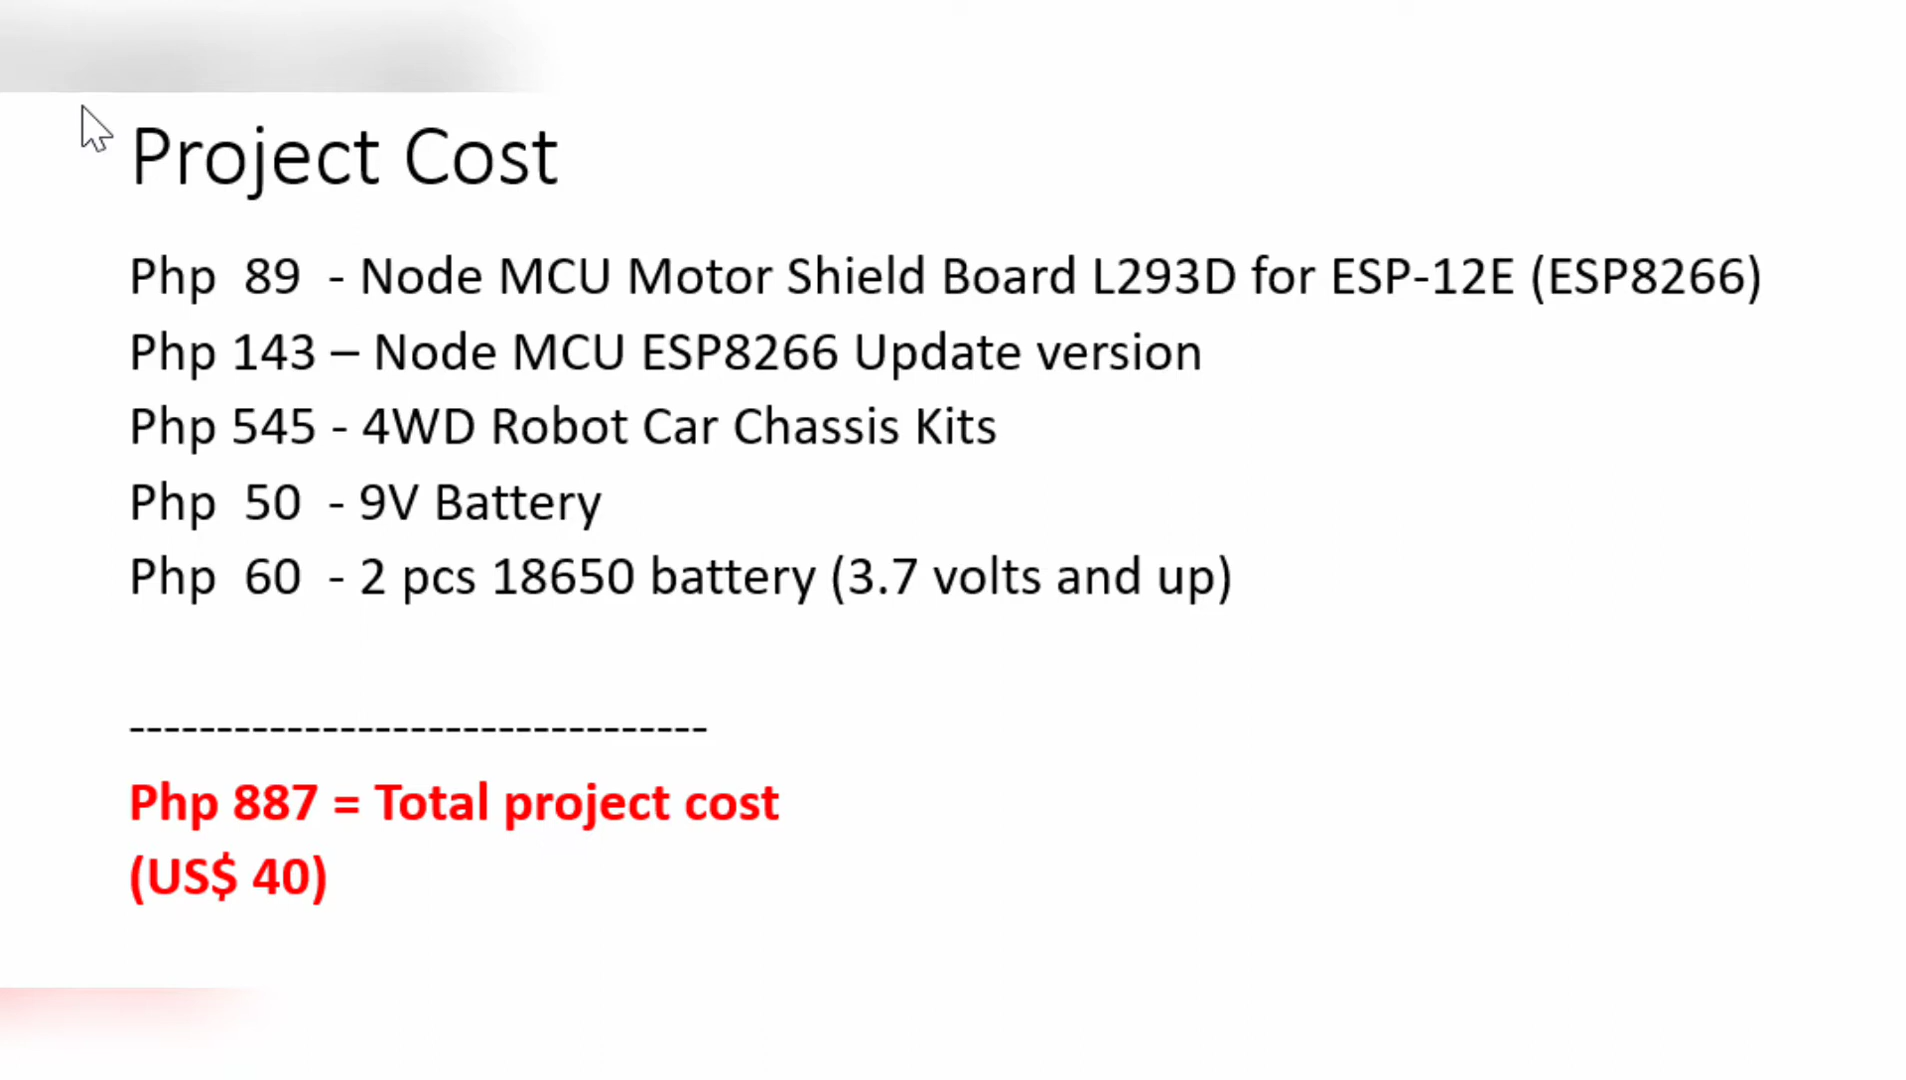 Project Cost
Php 89 - Node MCU Motor Shield Board L293D for ESP-12E (ESP8266)
Php 143 – Node MCU ESP8266 Update version
Php 545 - 4WD Robot Car Chassis Kits
Php 50 - 9V Battery
Php 60 - 2 pcs 18650 battery (3.7 volts and up)
---------------------------------
Php 887 = Total project cost
(US$ 40)